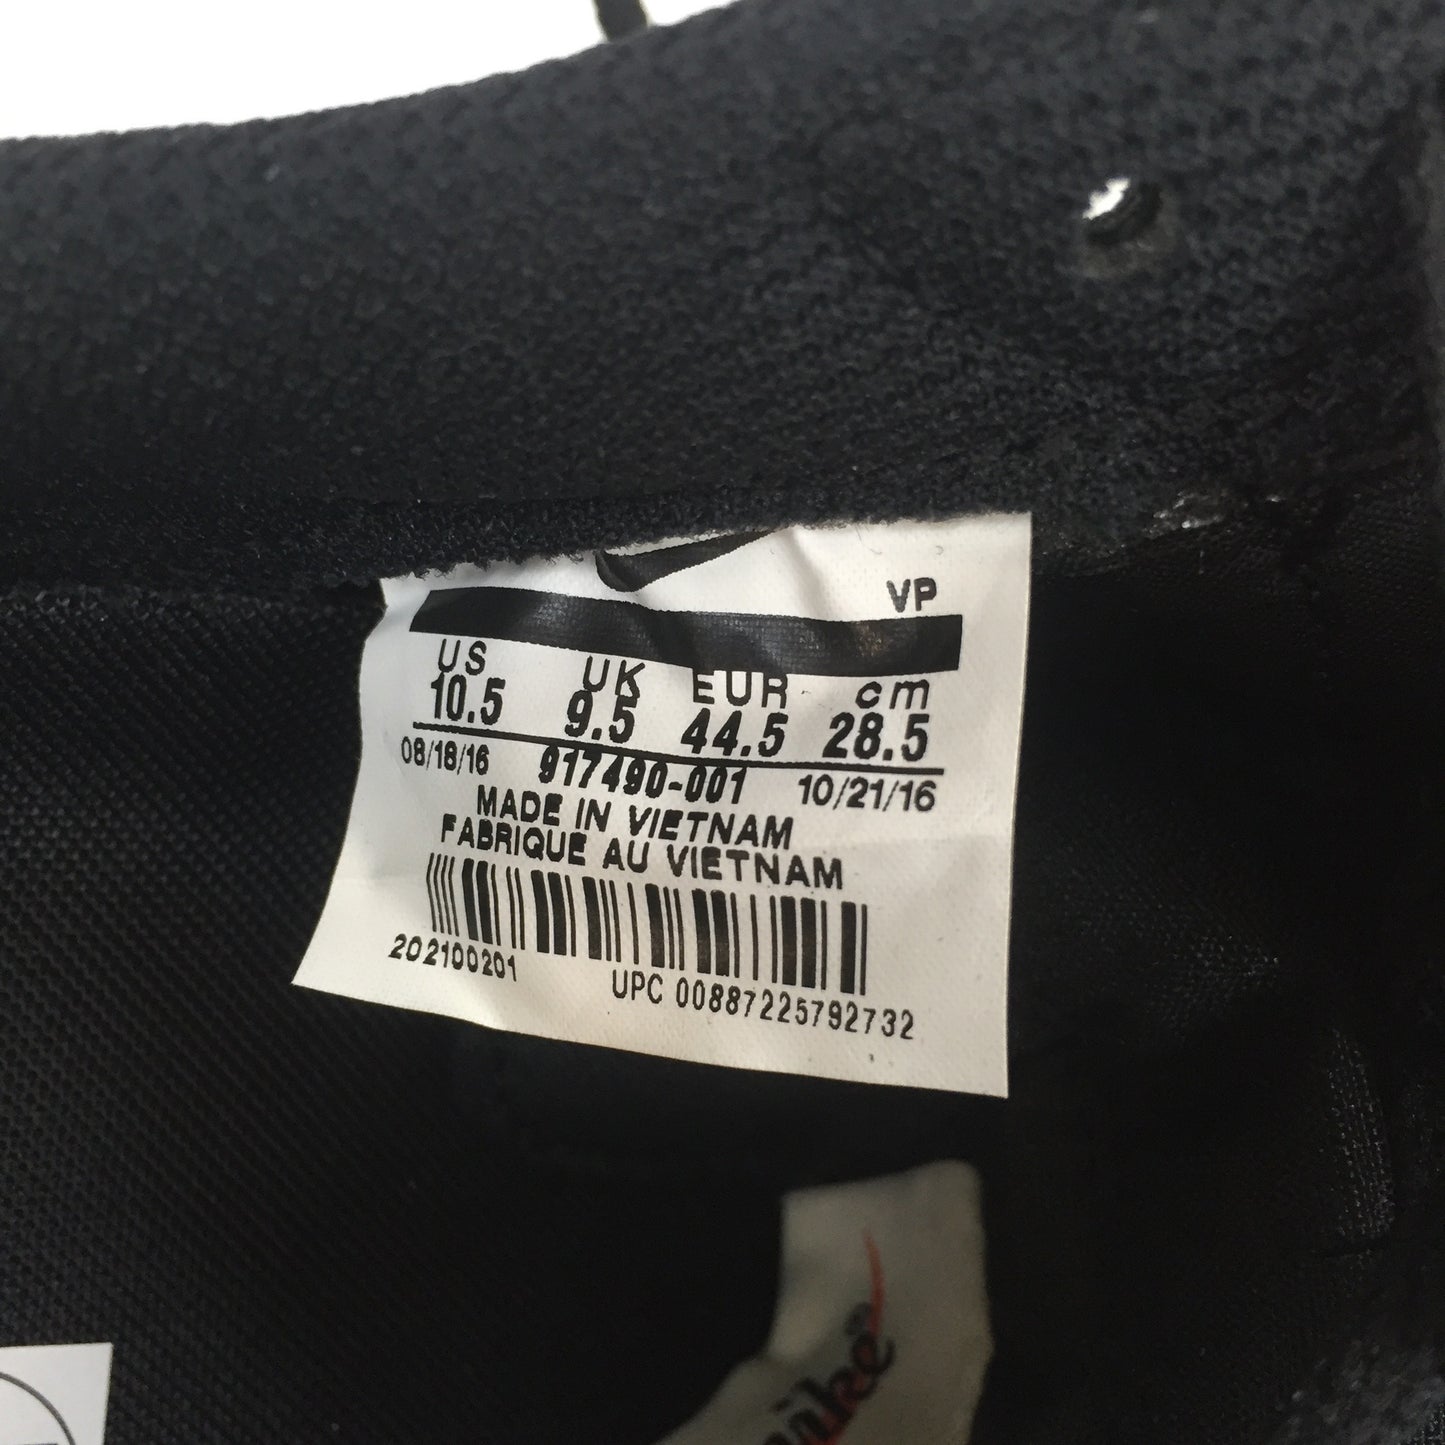 VP
US UK EUR cm
10.5 9.5 44.5 28.5
08/18/16 917490-001 10/21/16
MADE IN VIETNAM
FABRIQUE AU VIETNAM
202100201
UPC 00887225792732
nike